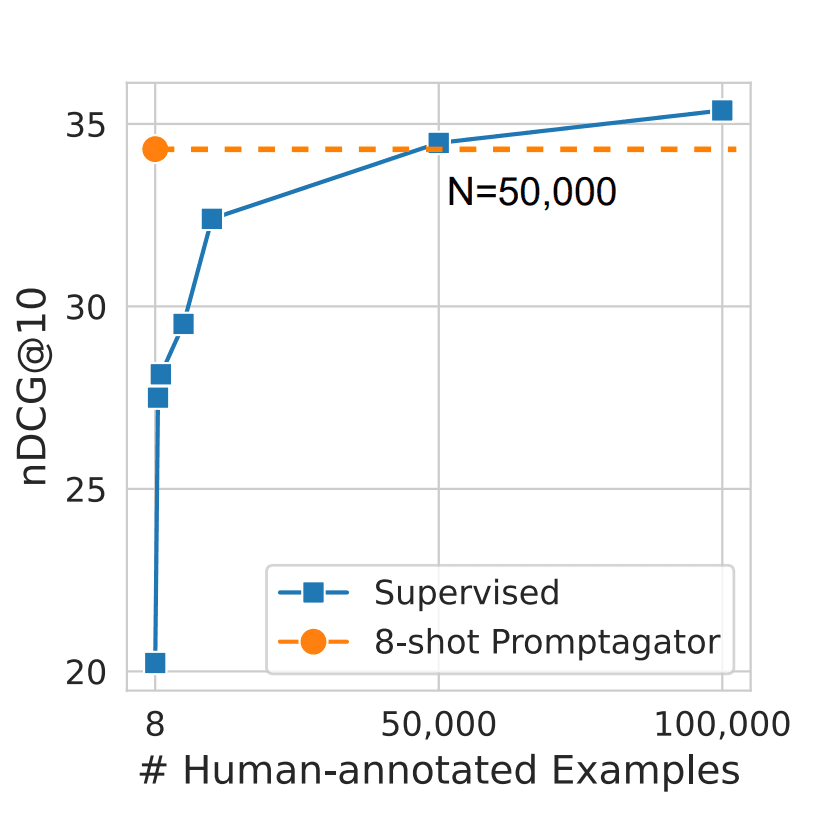 35
30
25
20
nDCG@10
N=50,000
Supervised
8-shot Promptagator
8 50,000 100,000
# Human-annotated Examples